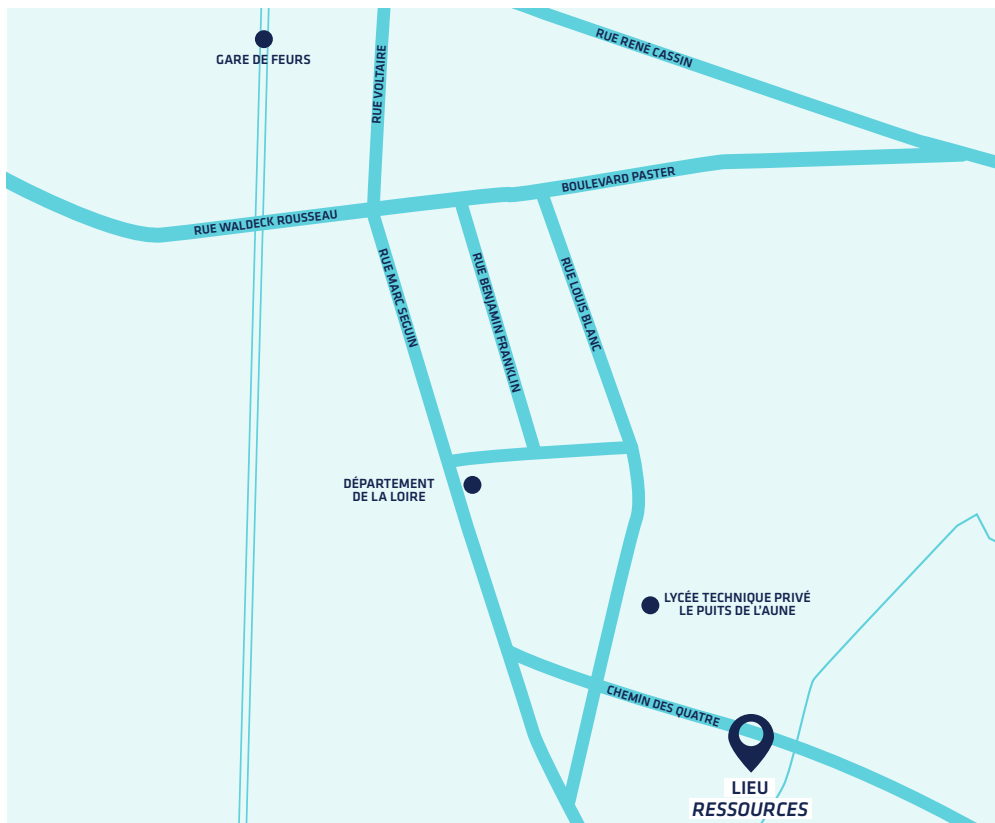 RUE RENÉ CASSIN
GARE DE FEURS
RUE VOLTAIRE
BOULEVARD PASTER
RUE WALDECK ROUSSEAU
RUE MARC SEGUIN
RUE BENJAMIN FRANKLIN
RUE LOUIS BLANC
DÉPARTEMENT
DE LA LOIRE
LYCÉE TECHNIQUE PRIVÉ
LE PUITS DE L'AUNE
CHEMIN DES QUATRE
LIEU
RESSOURCES